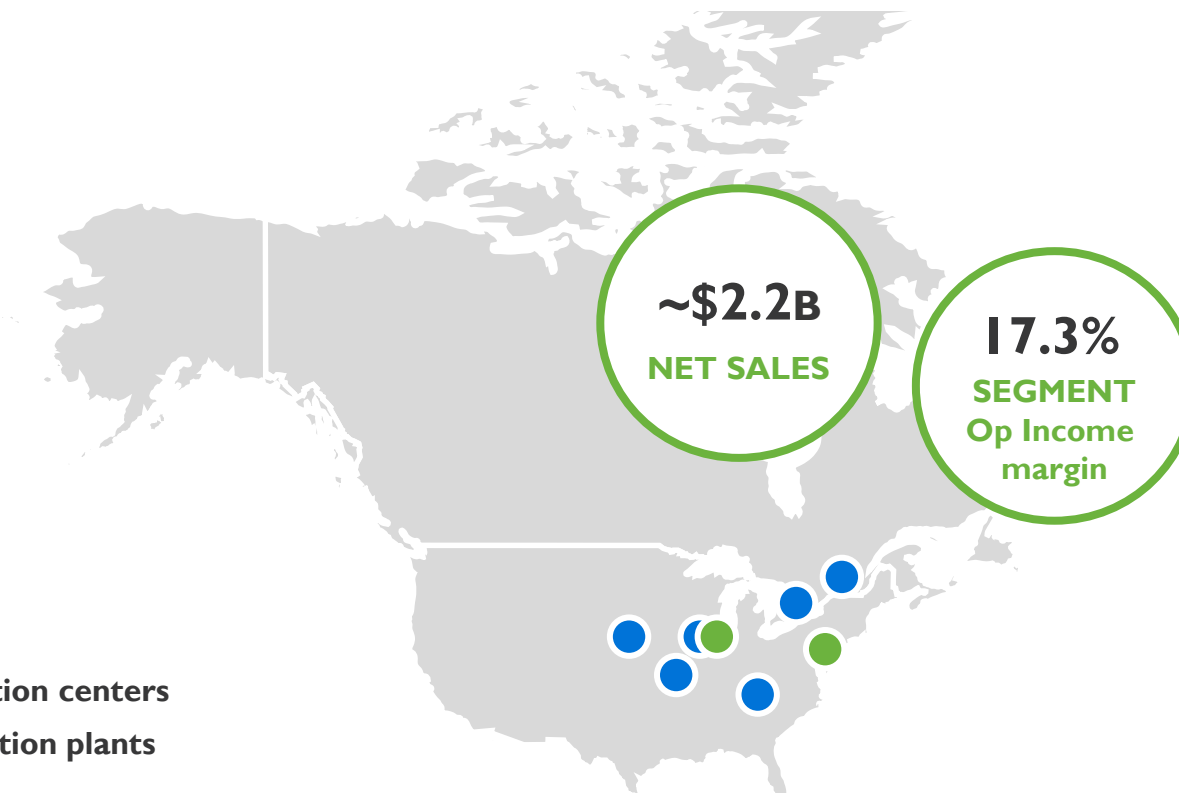 ~$2.2B
NET SALES
17.3%
SEGMENT
Op Income
margin
tion centers
tion plants